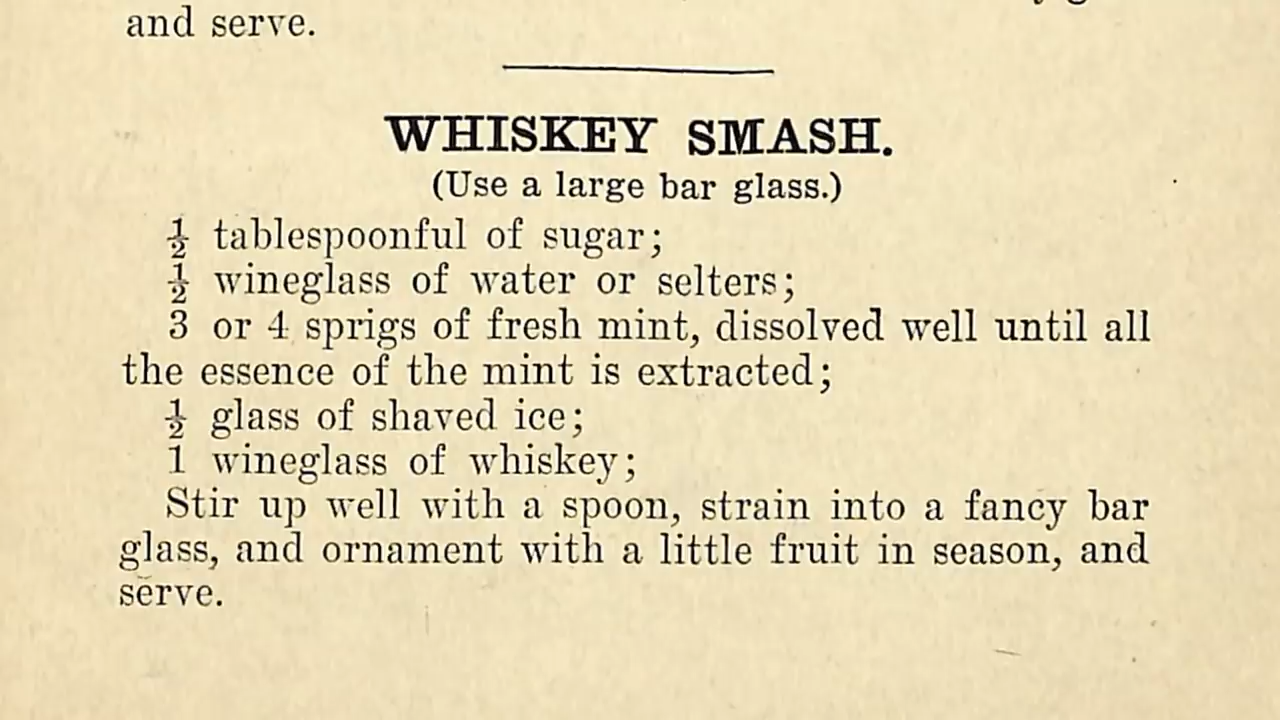 and serve.
WHISKEY SMASH.
(Use a large bar glass.)
½ tablespoonful of sugar;
½ wineglass of water or selters;
3 or 4 sprigs of fresh mint, dissolved well until all
the essence of the mint is extracted;
½ glass of shaved ice;
1 wineglass of whiskey;
Stir up well with a spoon, strain into a fancy bar
glass, and ornament with a little fruit in season, and
serve.